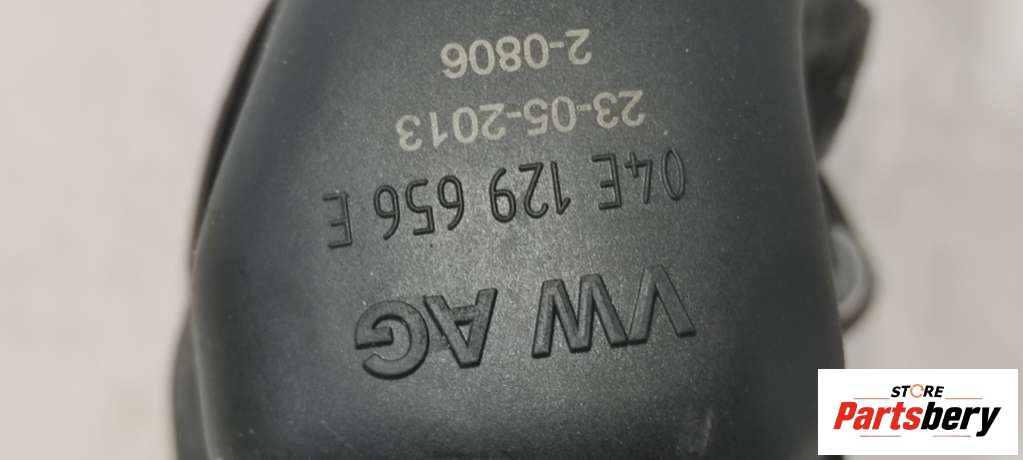 VW AG
04E 129 656 E
23-05-2013
2-0806
STORE
Partsbery